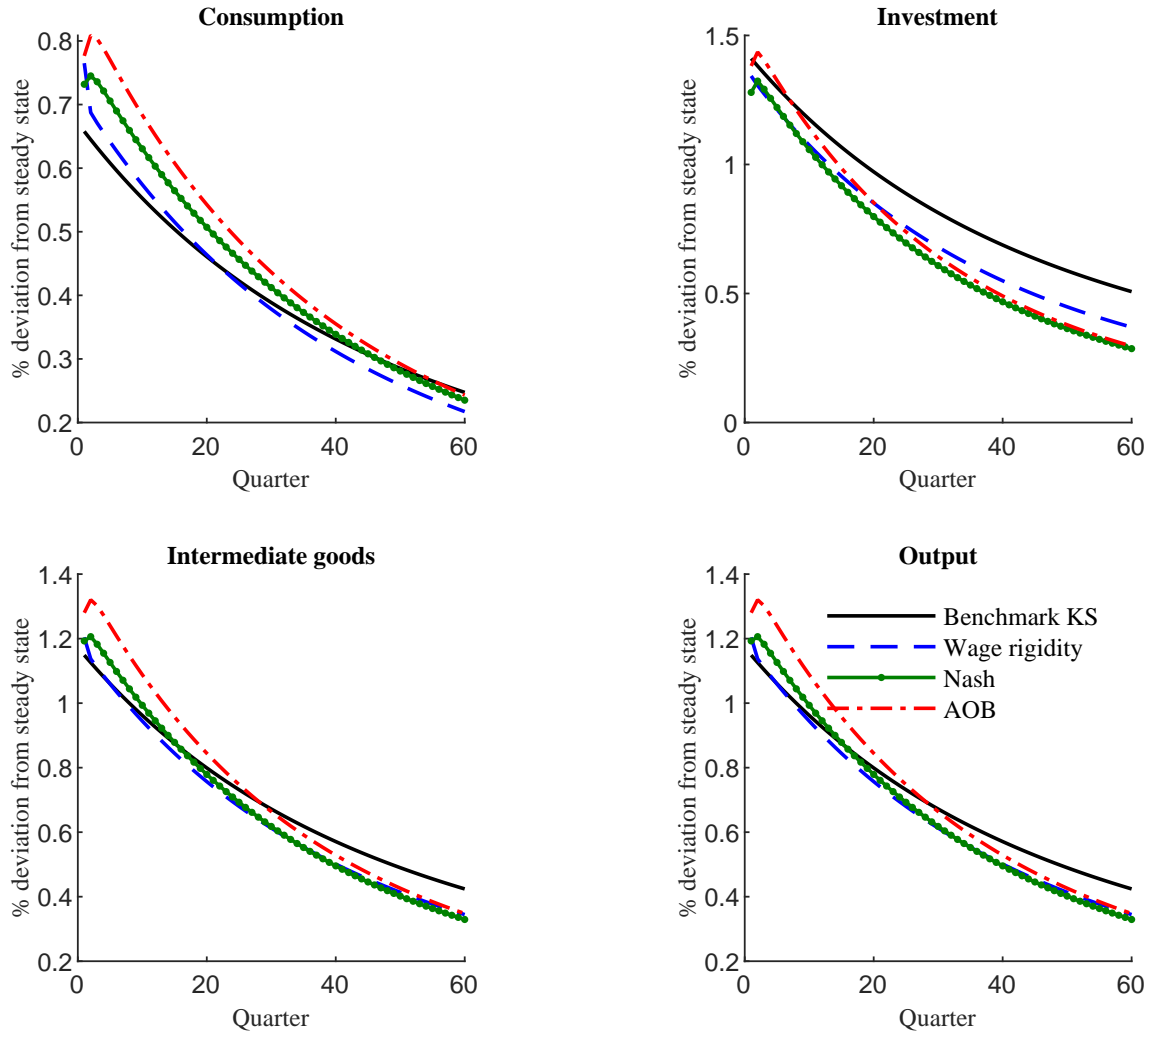 Consumption
% deviation from steady state
0.8
0.7
0.6
0.5
0.4
0.3
0.2
0 20 40 60
Quarter
Investment
% deviation from steady state
1.5
1
0.5
0
0 20 40 60
Quarter
Intermediate goods
% deviation from steady state
1.4
1.2
1
0.8
0.6
0.4
0.2
0 20 40 60
Quarter
Output
% deviation from steady state
1.4
1.2
1
0.8
0.6
0.4
0.2
0 20 40 60
Quarter
Benchmark KS
Wage rigidity
Nash
AOB